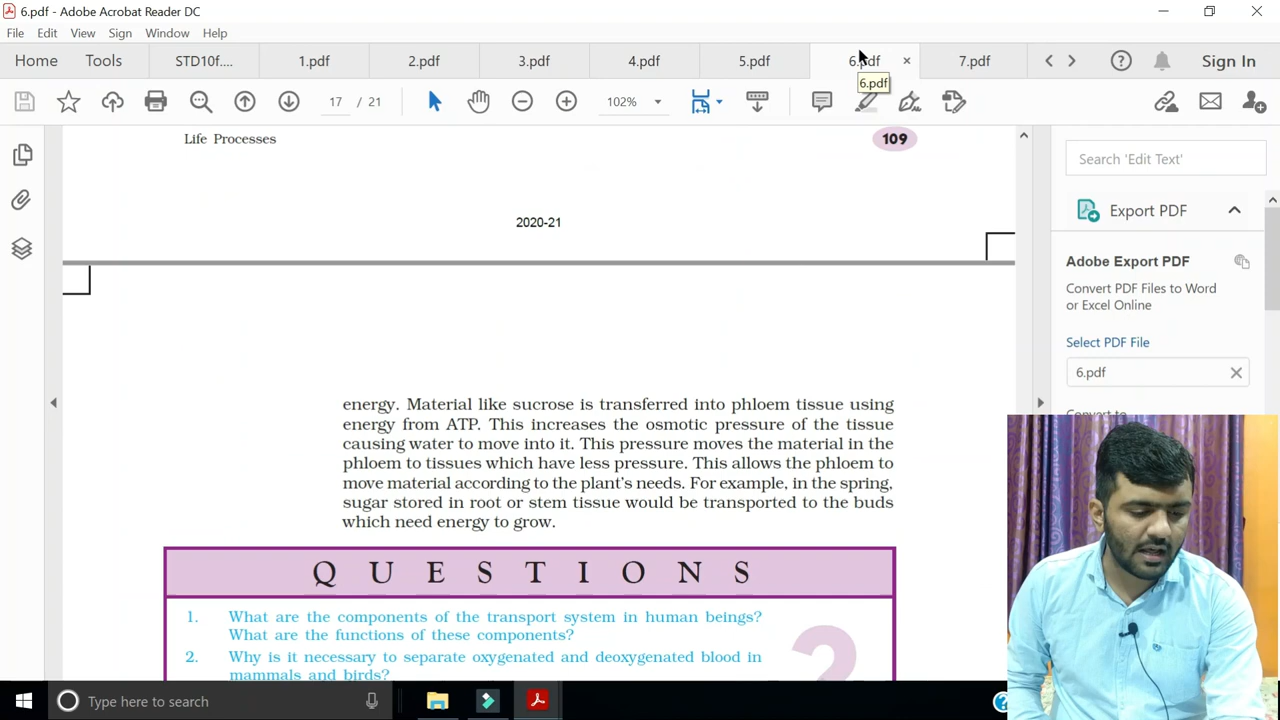 6.pdf - Adobe Acrobat Reader DC
File Edit View Sign Window Help
Home Tools STD10f.... 1.pdf 2.pdf 3.pdf 4.pdf 5.pdf 6.pdf × 7.pdf Sign In
6.pdf
17 / 21 102%
Life Processes 109
2020-21
energy. Material like sucrose is transferred into phloem tissue using
energy from ATP. This increases the osmotic pressure of the tissue
causing water to move into it. This pressure moves the material in the
phloem to tissues which have less pressure. This allows the phloem to
move material according to the plant's needs. For example, in the spring,
sugar stored in root or stem tissue would be transported to the buds
which need energy to grow.
Q U E S T I O N S
1. What are the components of the transport system in human beings?
What are the functions of these components?
2. Why is it necessary to separate oxygenated and deoxygenated blood in
mammals and birds?
?
Search 'Edit Text'
Export PDF
Adobe Export PDF
Convert PDF Files to Word
or Excel Online
Select PDF File
6.pdf
Type here to search